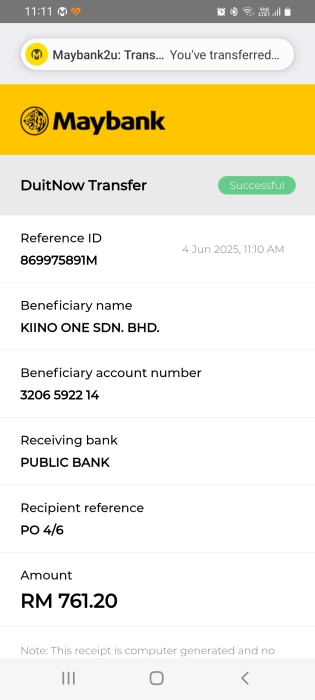 11:11
Maybank2u: Trans... You've transferred...
Maybank
DuitNow Transfer Successful
Reference ID
4 Jun 2025, 11:10 AM
869975891M
Beneficiary name
KIINO ONE SDN. BHD.
Beneficiary account number
3206 5922 14
Receiving bank
PUBLIC BANK
Recipient reference
PO 4/6
Amount
RM 761.20
Note: This receipt is computer generated and no